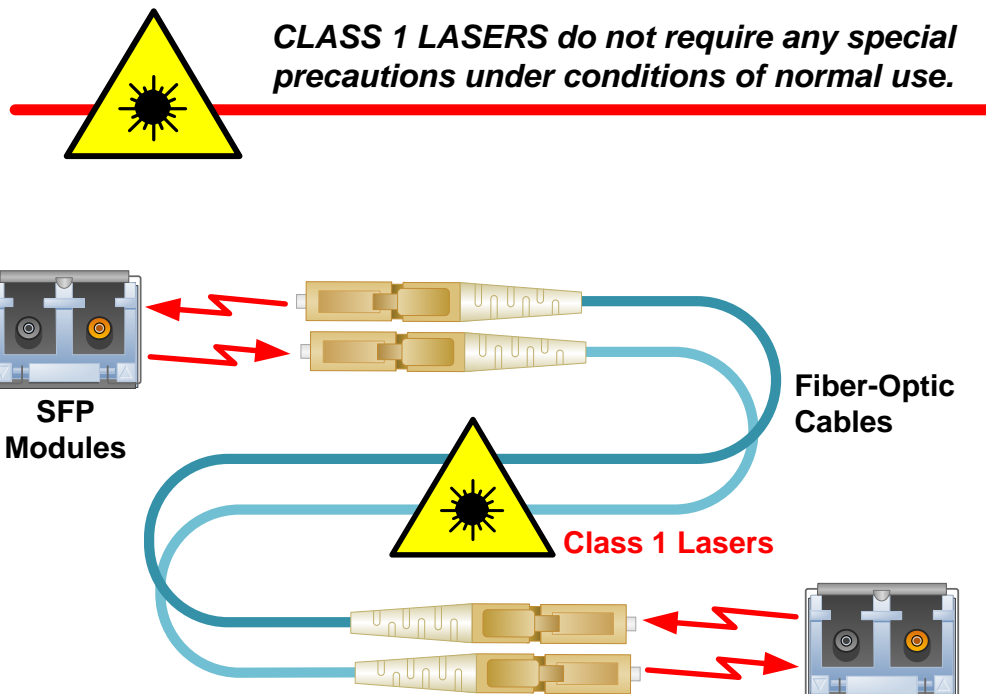 CLASS 1 LASERS do not require any special
precautions under conditions of normal use.
SFP
Modules
Fiber-Optic
Cables
Class 1 Lasers